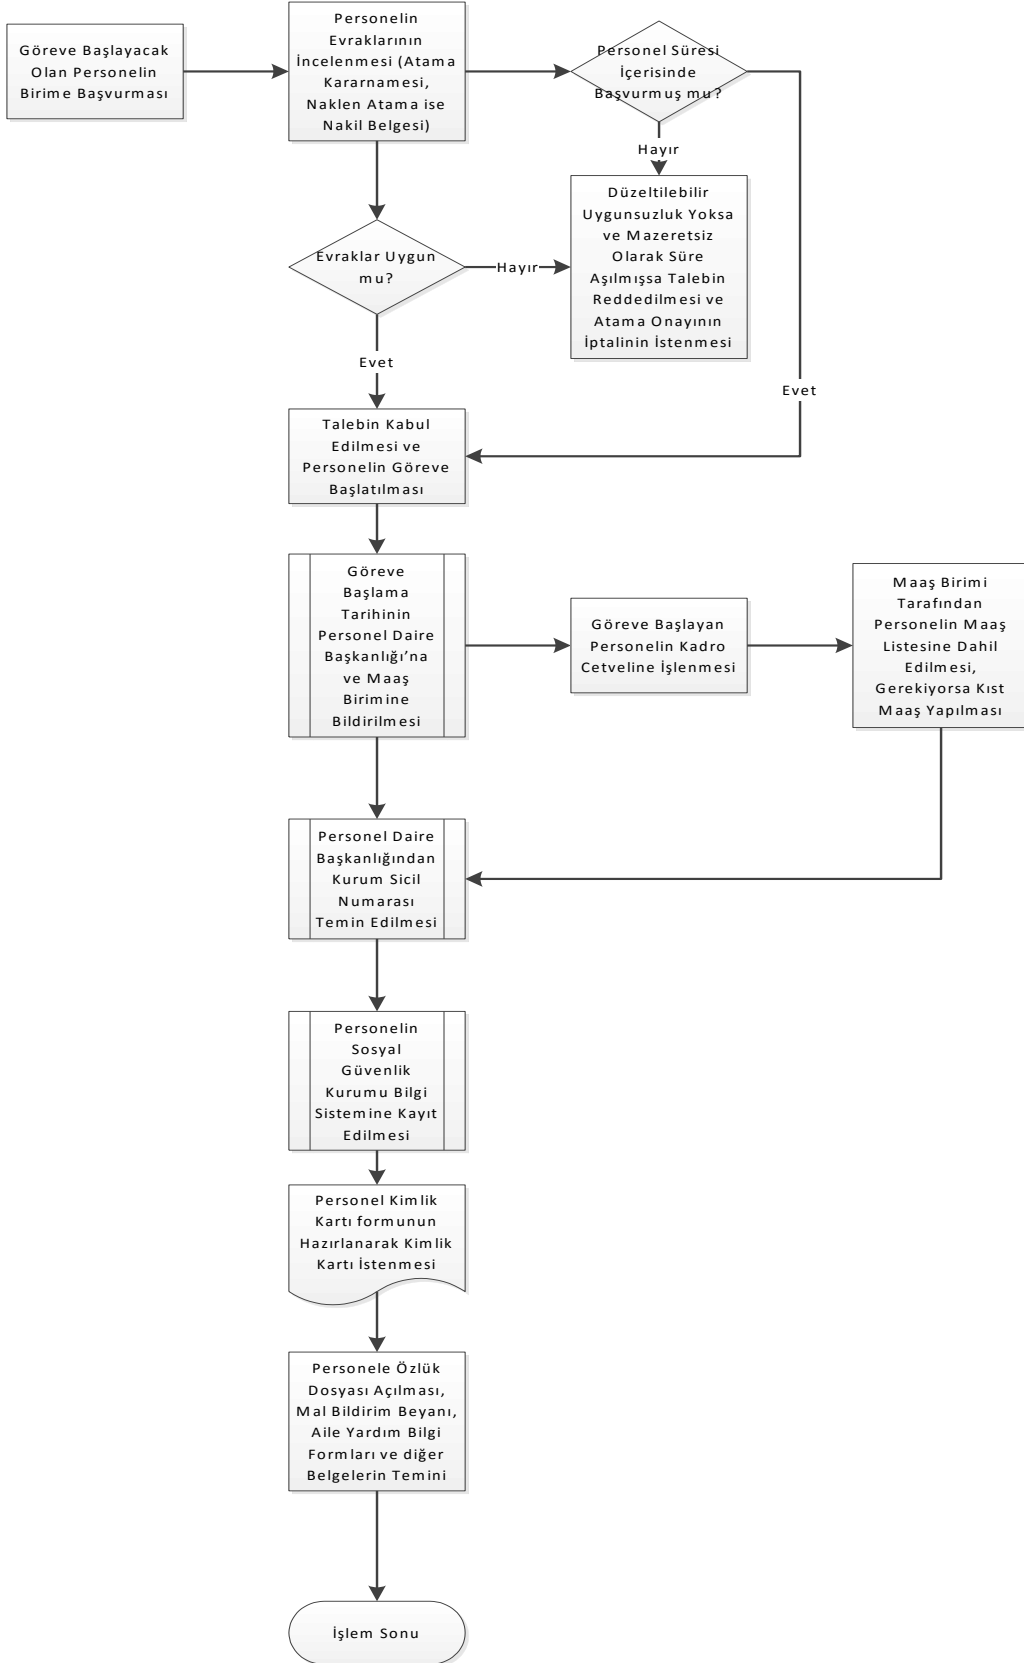 Göreve Başlayacak
Olan Personelin
Birime Başvurması
Personelin
Evraklarının
İncelenmesi (Atama
Kararnamesi,
Naklen Atama ise
Nakil Belgesi)
Personel Süresi
İçerisinde
Başvurmuş mu?
Hayır
Düzeltilebilir
Uygunsuzluk Yoksa
ve Mazeretsiz
Olarak Süre
Aşılmışsa Talebin
Reddedilmesi ve
Atama Onayının
İptalinin İstenmesi
Evraklar Uygun
mu?
Hayır
Evet
Evet
Talebin Kabul
Edilmesi ve
Personelin Göreve
Başlatılması
Göreve
Başlama
Tarihinin
Personel Daire
Başkanlığı’na
ve Maaş
Birimine
Bildirilmesi
Göreve Başlayan
Personelin Kadro
Cetveline İşlenmesi
Maaş Birimi
Tarafından
Personelin Maaş
Listesine Dahil
Edilmesi,
Gerekiyorsa Kıst
Maaş Yapılması
Personel Daire
Başkanlığından
Kurum Sicil
Numarası
Temin Edilmesi
Personelin
Sosyal
Güvenlik
Kurumu Bilgi
Sistemine Kayıt
Edilmesi
Personel Kimlik
Kartı formunun
Hazırlanarak Kimlik
Kartı İstenmesi
Personele Özlük
Dosyası Açılması,
Mal Bildirim Beyanı,
Aile Yardım Bilgi
Formları ve diğer
Belgelerin Temini
İşlem Sonu